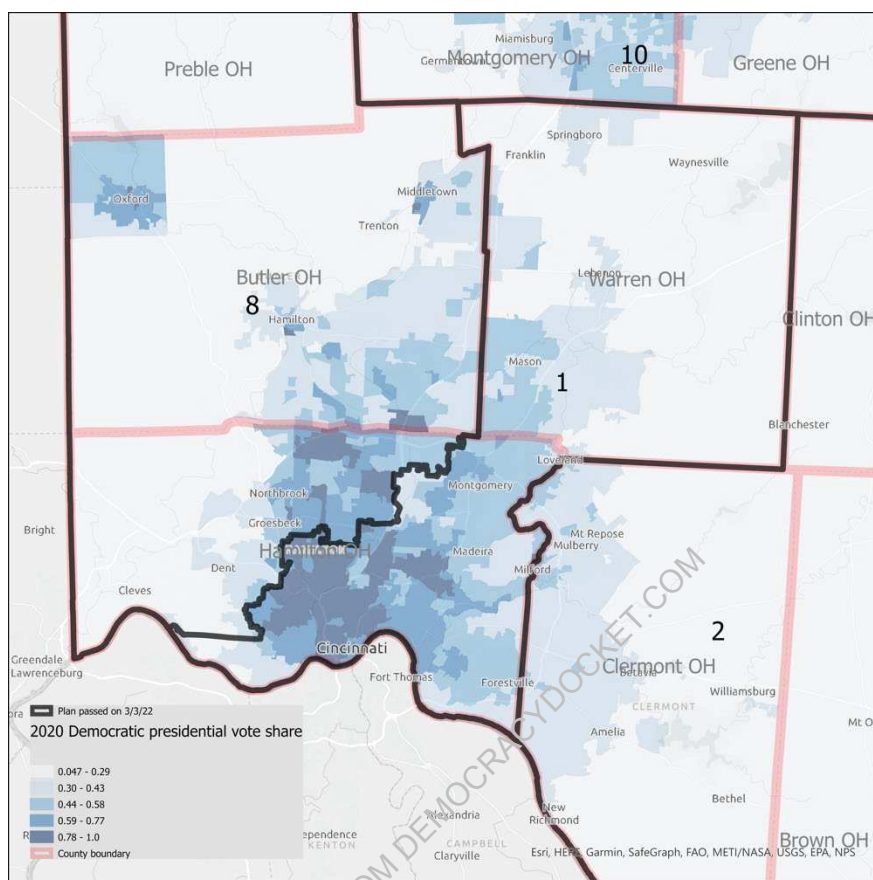 Miamisburg
Montgomery OH
10
Preble OH
Germantown
Centerville
Greene OH
Springboro
Franklin
Waynesville
Oxford
Middletown
Trenton
Butler OH
Lebanon
Warren OH
8
Hamilton
Clinton OH
Mason
1
Blanchester
Loveland
Northbrook
Montgomery
Groesbeck
Bright
Mt Repose
Hamilton OH
Madeira
Mulberry
Dent
Milford
Cleves
2
Cincinnati
Greendale
Lawrenceburg
Clermont OH
Batavia
Fort Thomas
Forestville
Williamsburg
CLERMONT
Plan passed on 3/3/22
Mt O
2020 Democratic presidential vote share
Amelia
0.047 - 0.29
0.30 - 0.43
0.44 - 0.58
0.59 - 0.77
0.78 - 1.0
County boundary
Bethel
New
Richmond
Alexandria
ependence
KENTON
CAMPBELL
Claryville
Brown OH
Esri, HERE, Garmin, SafeGraph, FAO, METI/NASA, USGS, EPA, NPS
OM DEMOCRACYDOCKET.COM